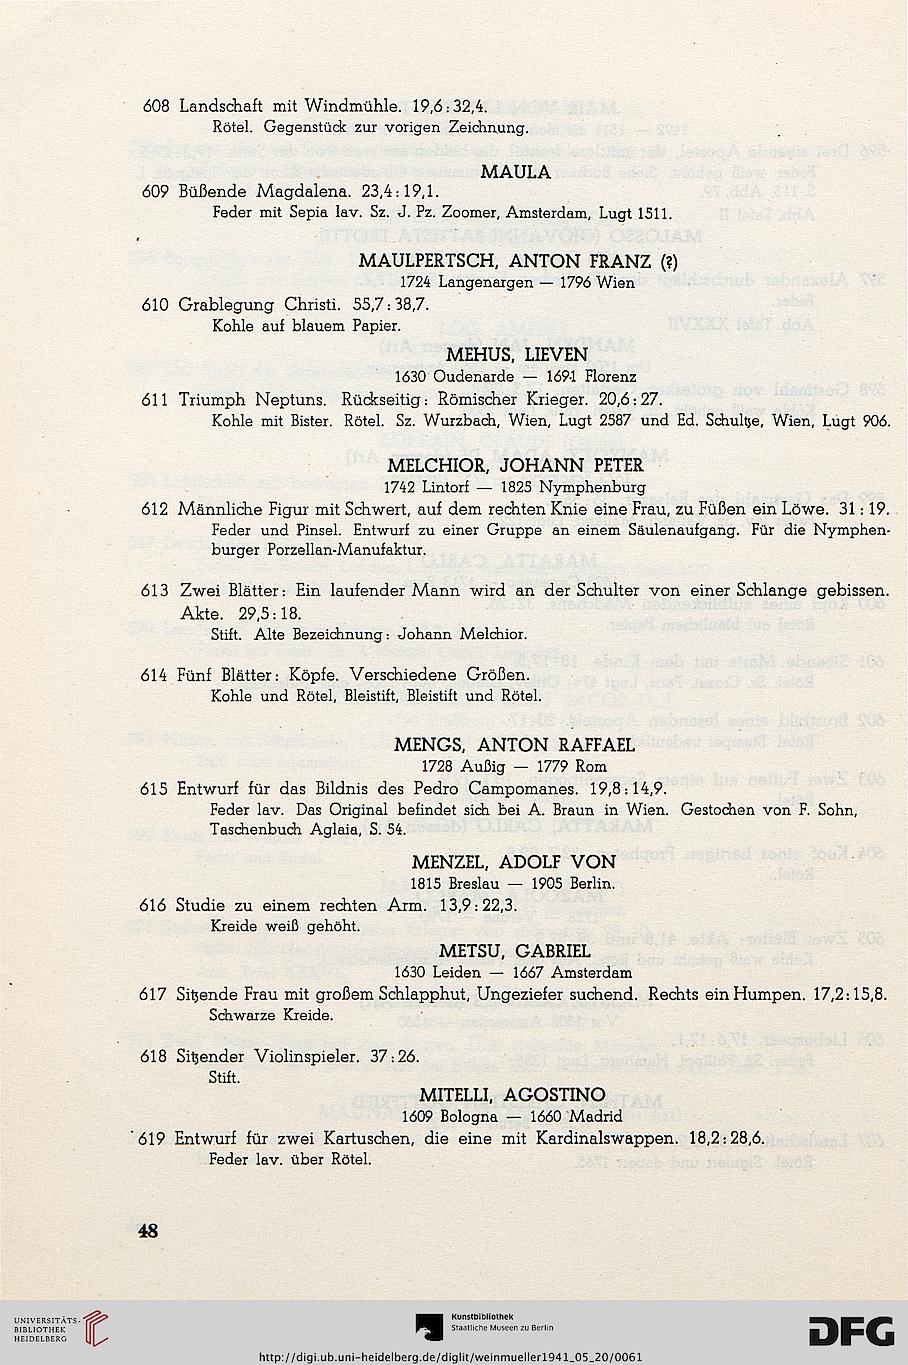 608 Landschaft mit Windmühle. 19,6:32,4.
Rötel. Gegenstück zur vorigen Zeichnung.
MAULA
609 Büßende Magdalena. 23,4:19,1.
Feder mit Sepia lav. Sz. J. Pz. Zoomer, Amsterdam, Lugt 1511.
MAULPERTSCH, ANTON FRANZ (?)
1724 Langenargen — 1796 Wien
610 Grablegung Christi. 55,7:38,7.
Kohle auf blauem Papier.
MEHUS, LIEVEN
1630 Oudenarde — 1691 Florenz
611 Triumph Neptuns. Rückseitig: Römischer Krieger. 20,6:27.
Kohle mit Bister. Rötel. Sz. Wurzbach, Wien, Lugt 2587 und Ed. Schultze, Wien, Lugt 906.
MELCHIOR, JOHANN PETER
1742 Lintorf — 1825 Nymphenburg
612 Männliche Figur mit Schwert, auf dem rechten Knie eine Frau, zu Füßen ein Löwe. 31:19.
Feder und Pinsel. Entwurf zu einer Gruppe an einem Säulenaufgang. Für die Nymphen-
burger Porzellan-Manufaktur.
613 Zwei Blätter: Ein laufender Mann wird an der Schulter von einer Schlange gebissen.
Akte. 29,5:18.
Stift. Alte Bezeichnung: Johann Melchior.
614 Fünf Blätter: Köpfe. Verschiedene Größen.
Kohle und Rötel, Bleistift, Bleistift und Rötel.
MENGS, ANTON RAFFAEL
1728 Außig — 1779 Rom
615 Entwurf für das Bildnis des Pedro Campomanes. 19,8:14,9.
Feder lav. Das Original befindet sich bei A. Braun in Wien. Gestochen von F. Sohn,
Taschenbuch Aglaia, S. 54.
MENZEL, ADOLF VON
1815 Breslau — 1905 Berlin.
616 Studie zu einem rechten Arm. 13,9:22,3.
Kreide weiß gehöht.
METSU, GABRIEL
1630 Leiden — 1667 Amsterdam
617 Sitzende Frau mit großem Schlapphut, Ungeziefer suchend. Rechts ein Humpen. 17,2:15,8.
Schwarze Kreide.
618 Sitzender Violinspieler. 37:26.
Stift.
MITELLI, AGOSTINO
1609 Bologna — 1660 Madrid
619 Entwurf für zwei Kartuschen, die eine mit Kardinalswappen. 18,2:28,6.
Feder lav. über Rötel.
48
UNIVERSITÄTS-
BIBLIOTHEK
HEIDELBERG
Kunstbibliothek
Staatliche Museen zu Berlin
DFG
http://digi.ub.uni-heidelberg.de/diglit/weinmueller1941_05_20/0061